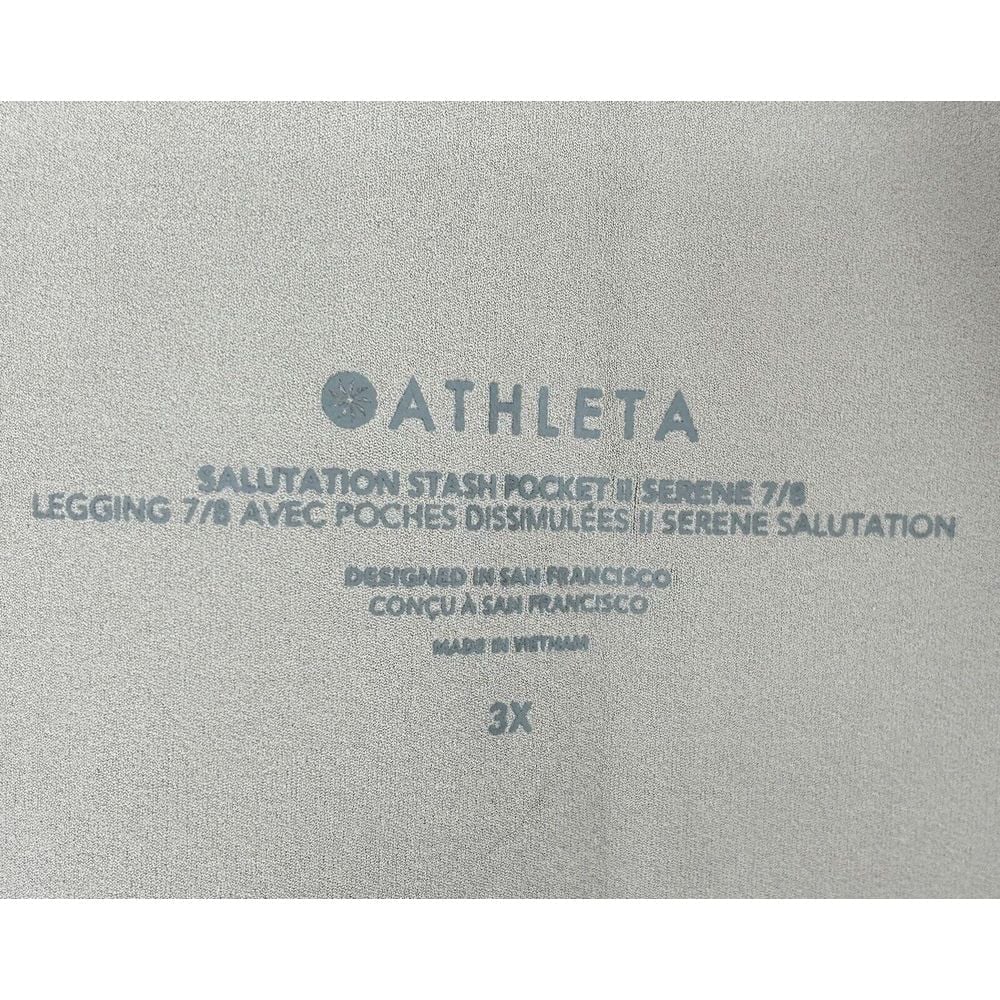 ATHLETA
SALUTATION STASH POCKET II SERENE 7/8
LEGGING 7/8 AVEC POCHES DISSIMULÉES II SERENE SALUTATION
DESIGNED IN SAN FRANCISCO
CONÇU À SAN FRANCISCO
MADE IN VIETNAM
3X